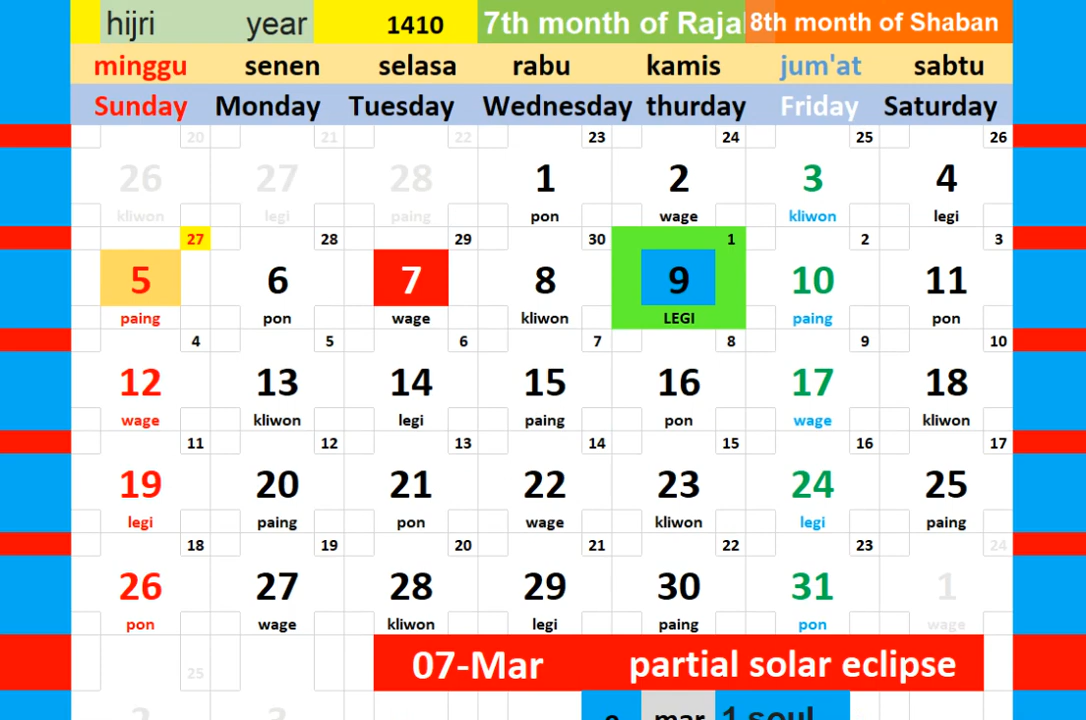 hijri year 1410 7th month of Raja 8th month of Shaban
minggu senen selasa rabu kamis jum'at sabtu
Sunday Monday Tuesday Wednesday thurday Friday Saturday
20 21 22 23 24 25 26
26 27 28 1 2 3 4
kliwon legi paing pon wage kliwon legi
27 28 29 30 1 2 3
5 6 7 8 9 10 11
paing pon wage kliwon LEGI paing pon
4 5 6 7 8 9 10
12 13 14 15 16 17 18
wage kliwon legi paing pon wage kliwon
11 12 13 14 15 16 17
19 20 21 22 23 24 25
legi paing pon wage kliwon legi paing
18 19 20 21 22 23 24
26 27 28 29 30 31 1
pon wage kliwon legi paing pon wage
25
07-Mar partial solar eclipse
2 3 mar 1 soul